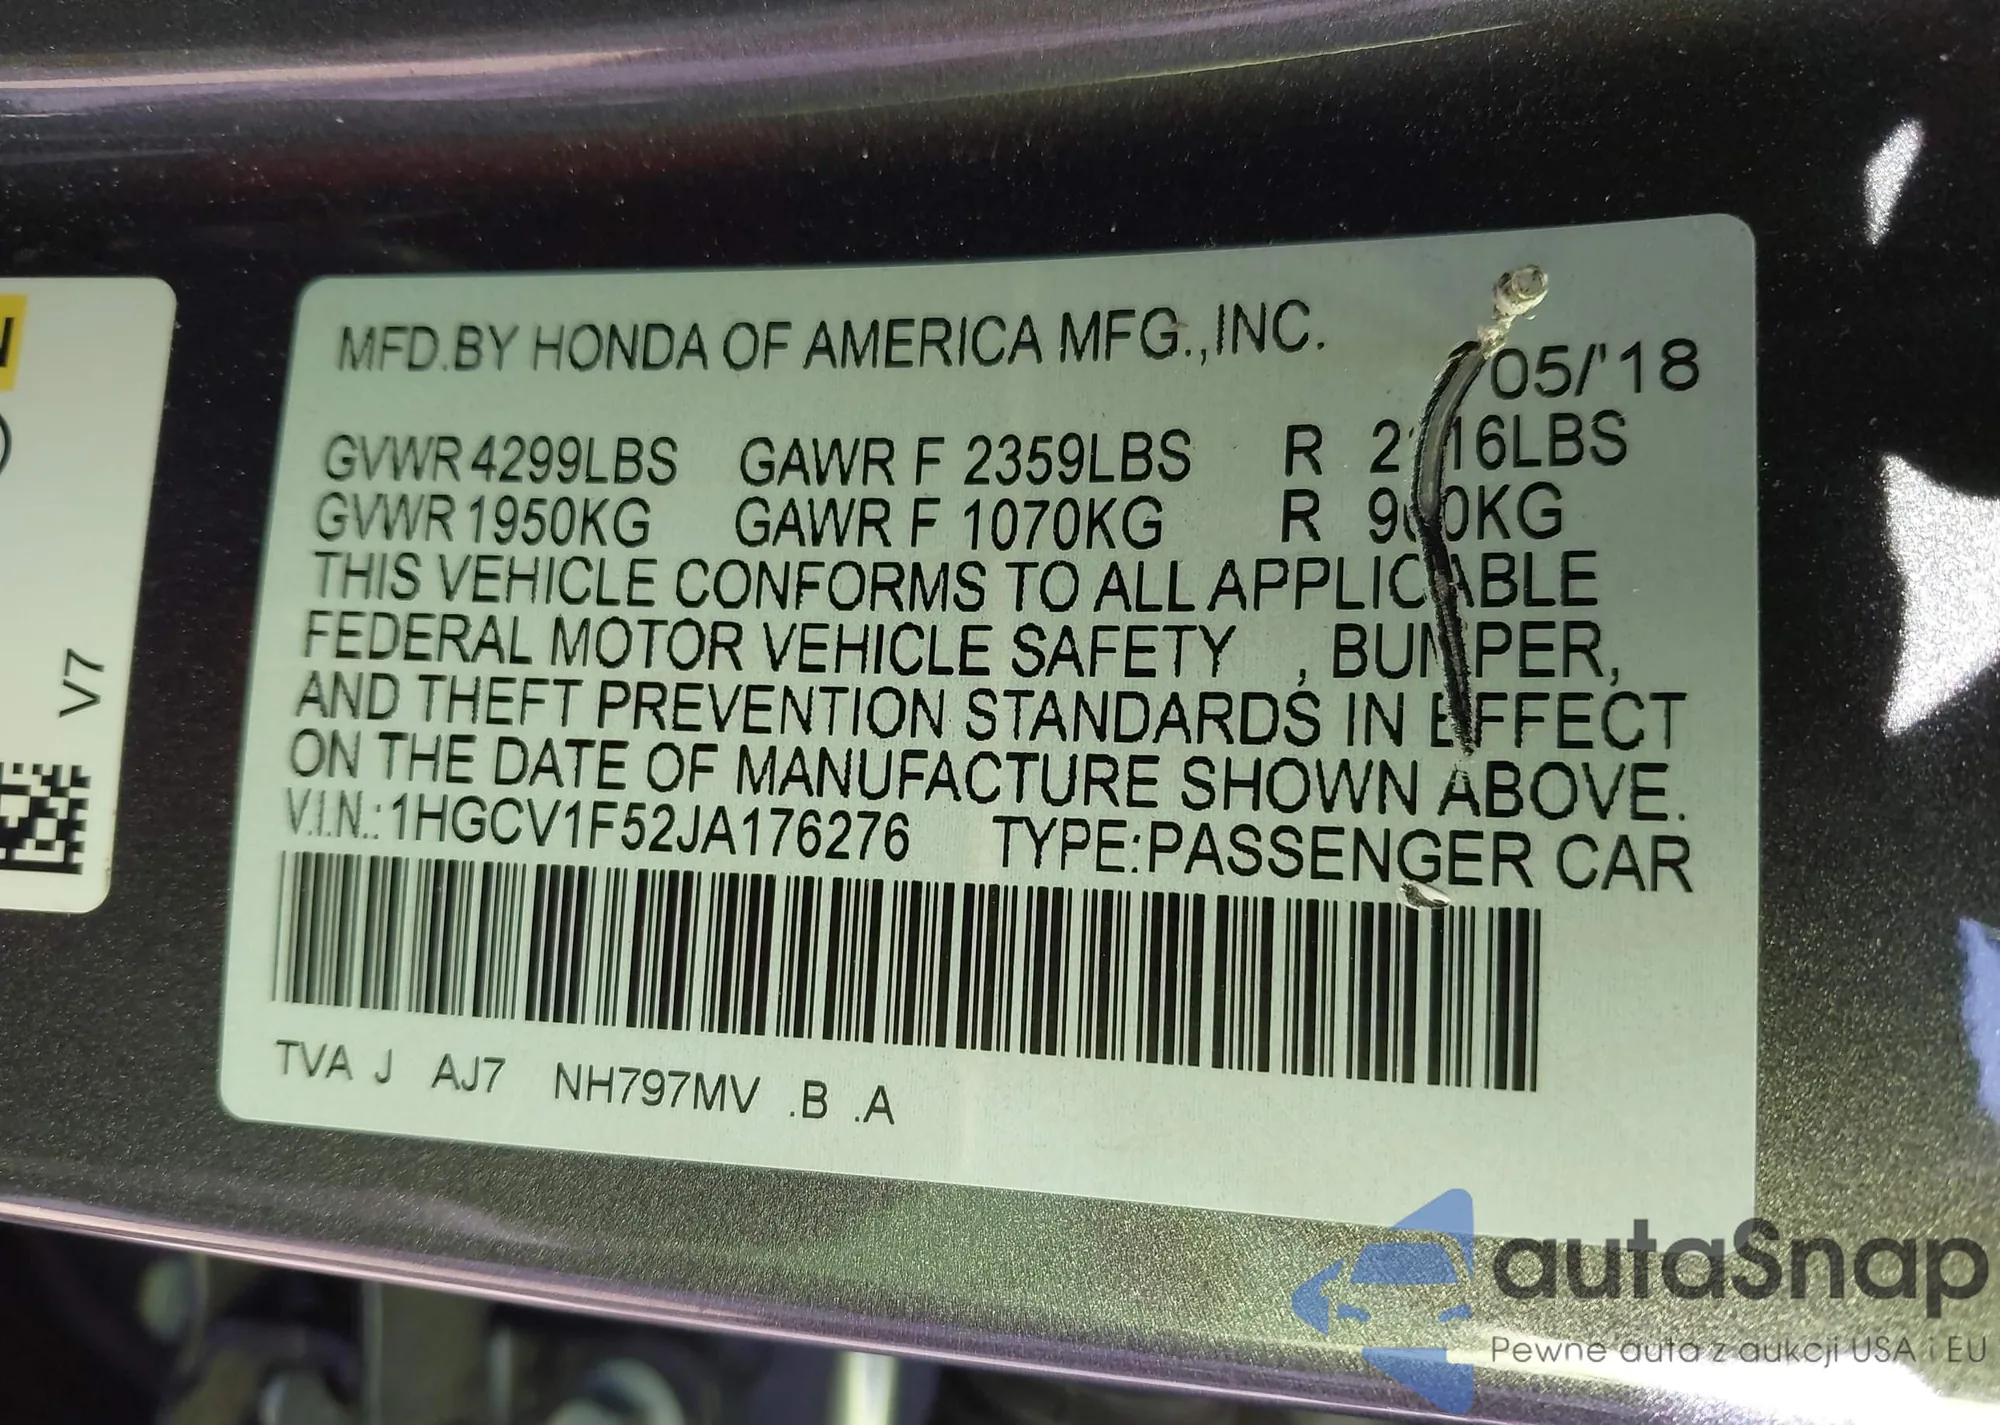 MFD.BY HONDA OF AMERICA MFG.,INC.
05/'18
GVWR 4299LBS GAWR F 2359LBS R
GVWR 1950KG GAWR F 1070KG R
THIS VEHICLE CONFORMS TO ALL APPLICABLE
FEDERAL MOTOR VEHICLE SAFETY , BUMPER,
AND THEFT PREVENTION STANDARDS IN EFFECT
ON THE DATE OF MANUFACTURE SHOWN ABOVE.
V.I.N.: 1HGCV1F52JA176276 TYPE:PASSENGER CAR
TVA J AJ7 NH797MV .B .A
V7
autaSnap
Pewne auta z aukcji USA i EU